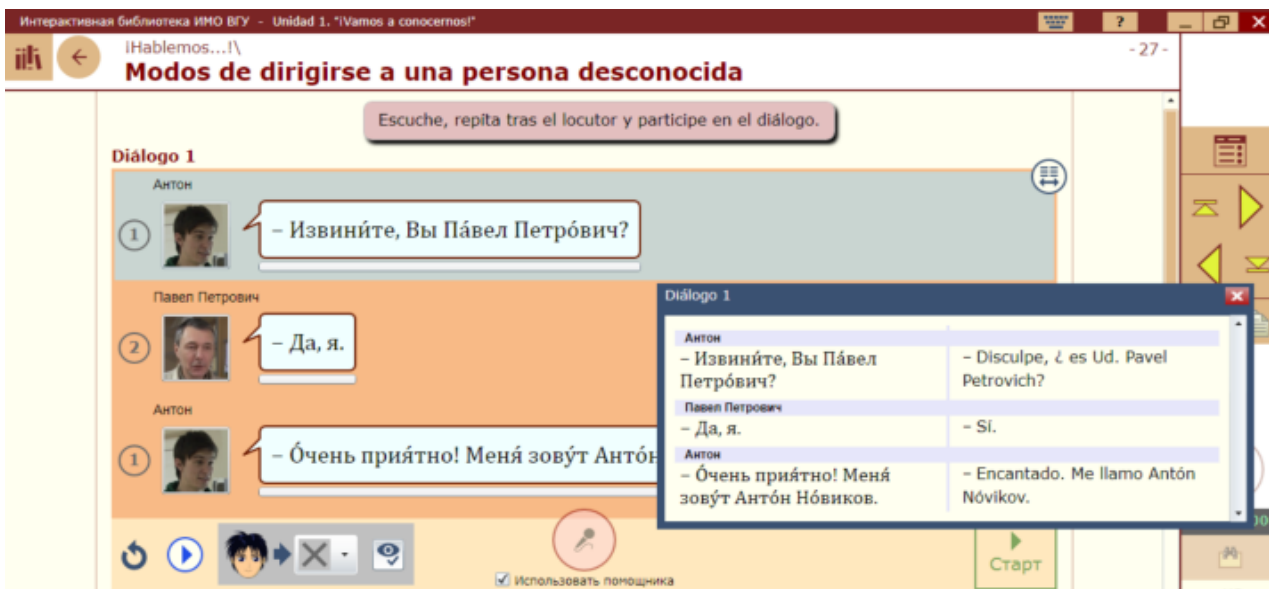 Интерактивная библиотека ИМО ВГУ - Unidad 1. "¡Vamos a conocernos!"
?
¡Hablemos...!\
- 27 -
Modos de dirigirse a una persona desconocida
Escuche, repita tras el locutor y participe en el diálogo.
Diálogo 1
Антон
1
– Извини́те, Вы Па́вел Петро́вич?
Павел Петрович
2
– Да, я.
Антон
1
– О́чень прия́тно! Меня́ зову́т Анто́н
Diálogo 1
Антон
– Извини́те, Вы Па́вел
Петро́вич?
– Disculpe, ¿ es Ud. Pavel
Petrovich?
Павел Петрович
– Да, я.
– Sí.
Антон
– О́чень прия́тно! Меня́
зову́т Анто́н Но́виков.
– Encantado. Me llamo Antón
Nóvikov.
Использовать помощника
Старт